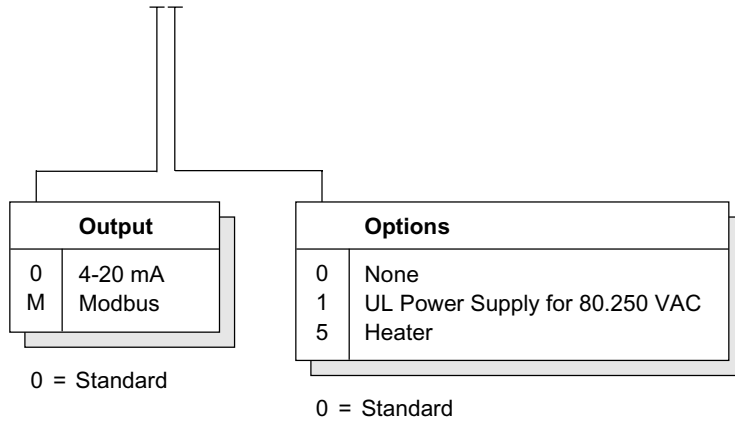 Output
0 4-20 mA
M Modbus
0 = Standard
Options
0 None
1 UL Power Supply for 80.250 VAC
5 Heater
0 = Standard